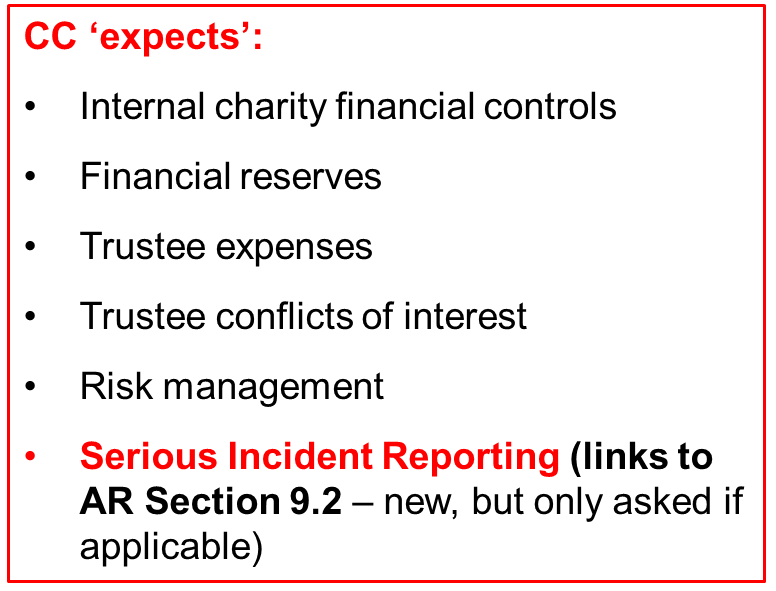 CC ‘expects’:
• Internal charity financial controls
• Financial reserves
• Trustee expenses
• Trustee conflicts of interest
• Risk management
• Serious Incident Reporting (links to
AR Section 9.2 – new, but only asked if
applicable)